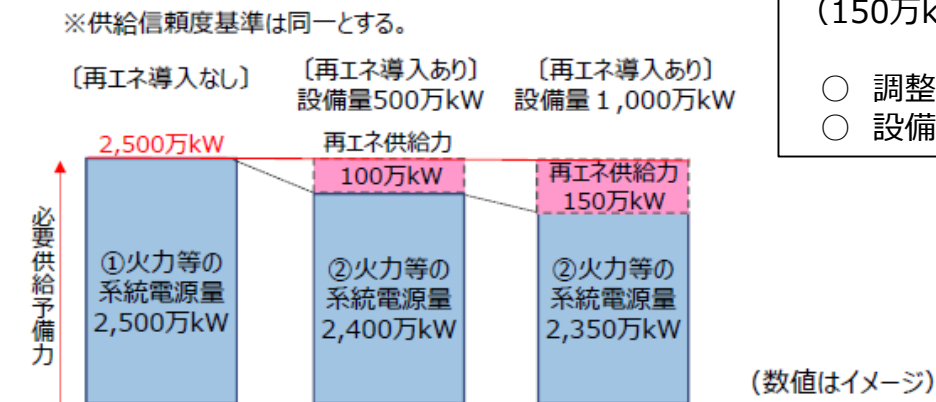 ※供給信頼度基準は同一とする。
〔再エネ導入なし〕
〔再エネ導入あり〕
設備量500万kW
〔再エネ導入あり〕
設備量1,000万kW
2,500万kW
再エネ供給力
100万kW
再エネ供給力
150万kW
必要供給予備力
①火力等の
系統電源量
2,500万kW
②火力等の
系統電源量
2,400万kW
②火力等の
系統電源量
2,350万kW
(数値はイメージ)
(150万k
○ 調整
○ 設備